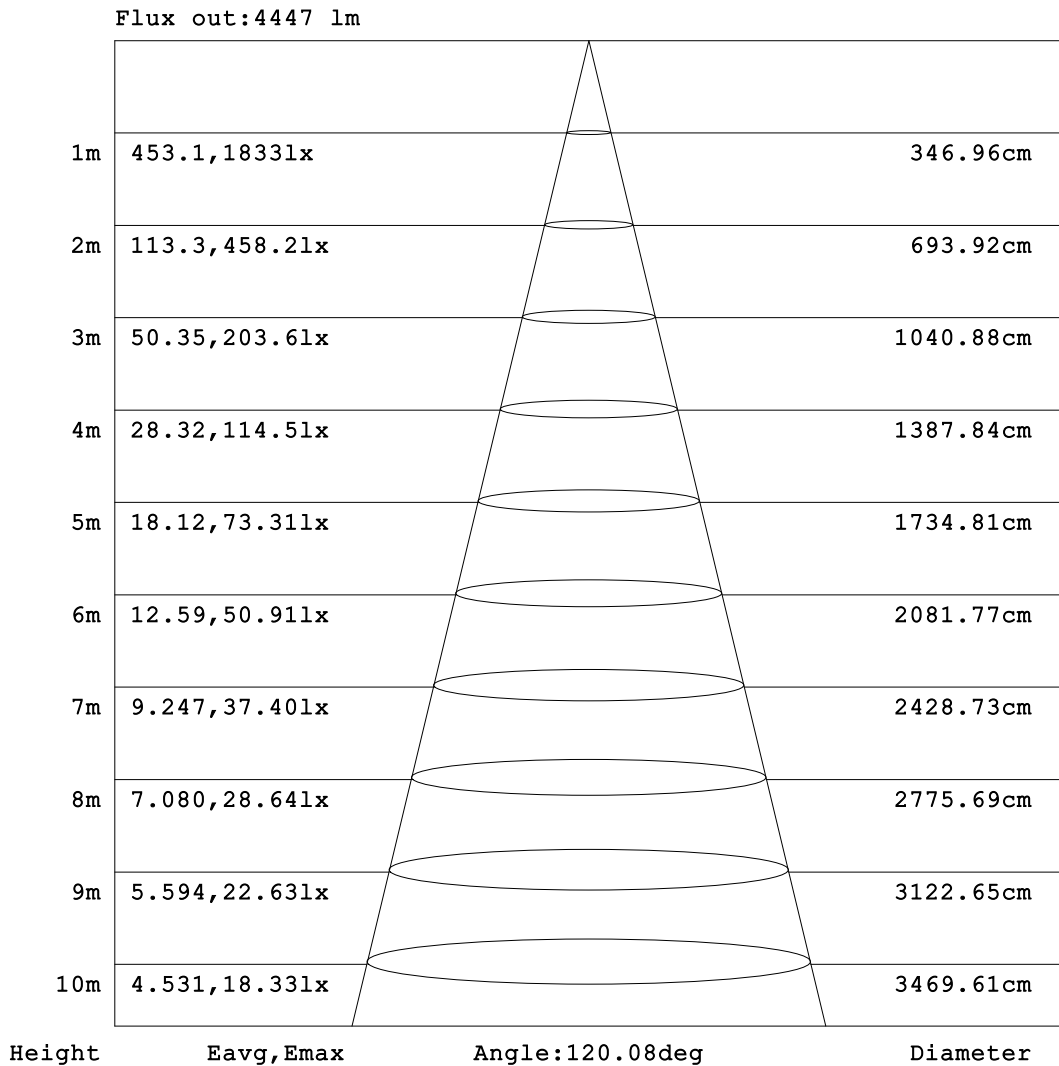 Flux out:4447 lm
1m 453.1,1833lx 346.96cm
2m 113.3,458.2lx 693.92cm
3m 50.35,203.6lx 1040.88cm
4m 28.32,114.5lx 1387.84cm
5m 18.12,73.31lx 1734.81cm
6m 12.59,50.91lx 2081.77cm
7m 9.247,37.40lx 2428.73cm
8m 7.080,28.64lx 2775.69cm
9m 5.594,22.63lx 3122.65cm
10m 4.531,18.33lx 3469.61cm
Height Eavg,Emax Angle:120.08deg Diameter